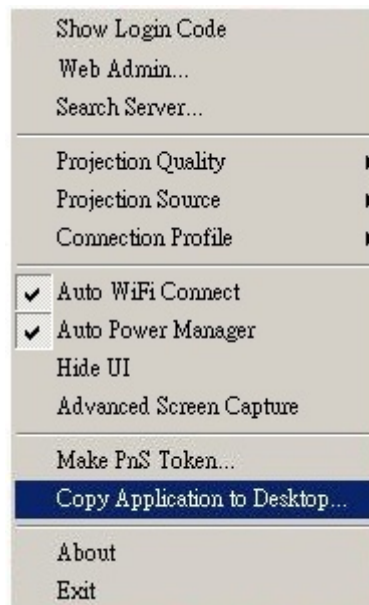 Show Login Code
Web Admin...
Search Server...
Projection Quality
Projection Source
Connection Profile
Auto WiFi Connect
Auto Power Manager
Hide UI
Advanced Screen Capture
Make PnS Token...
Copy Application to Desktop...
About
Exit